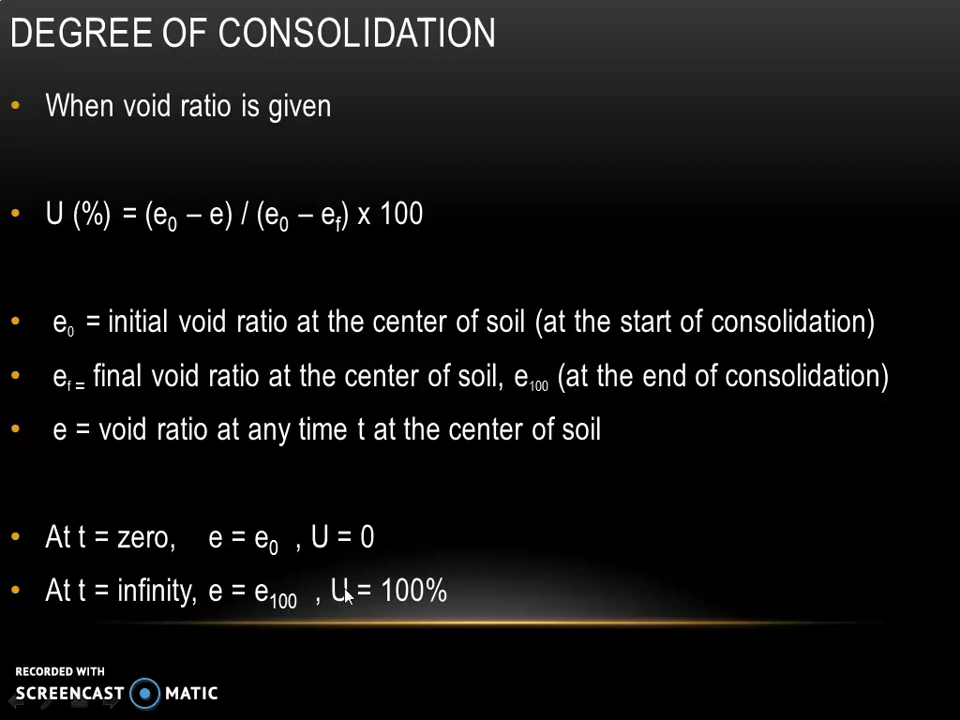 DEGREE OF CONSOLIDATION
• When void ratio is given
• U (%) = (e₀ – e) / (e₀ – e_f) x 100
• e₀ = initial void ratio at the center of soil (at the start of consolidation)
• e_f = final void ratio at the center of soil, e₁₀₀ (at the end of consolidation)
• e = void ratio at any time t at the center of soil
• At t = zero, e = e₀ , U = 0
• At t = infinity, e = e₁₀₀ , U = 100%
RECORDED WITH
SCREENCAST MATIC